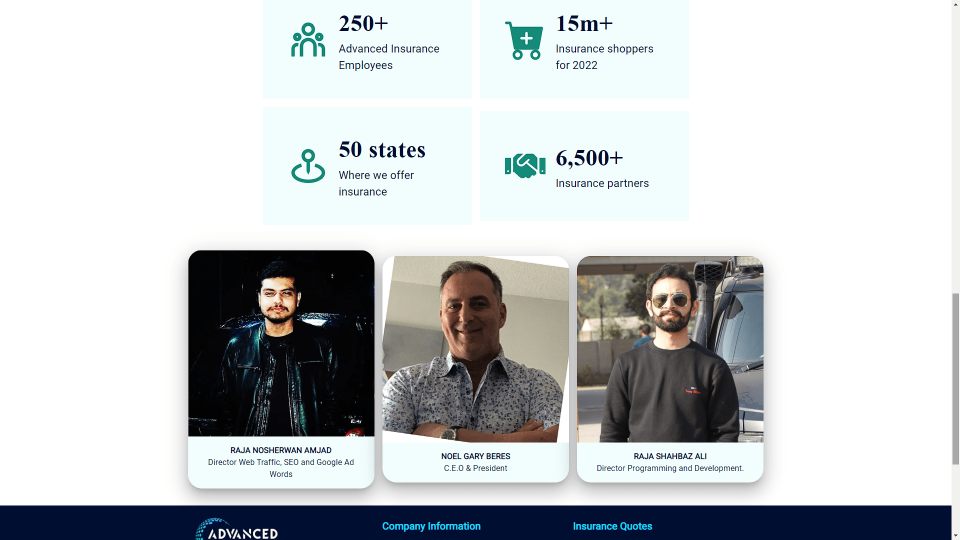 250+
Advanced Insurance
Employees
15m+
Insurance shoppers
for 2022
50 states
Where we offer
insurance
6,500+
Insurance partners
RAJA NOSHERWAN AMJAD
Director Web Traffic, SEO and Google Ad
Words
NOEL GARY BERES
C.E.O & President
RAJA SHAHBAZ ALI
Director Programming and Development.
ADVANCED
Company Information
Insurance Quotes